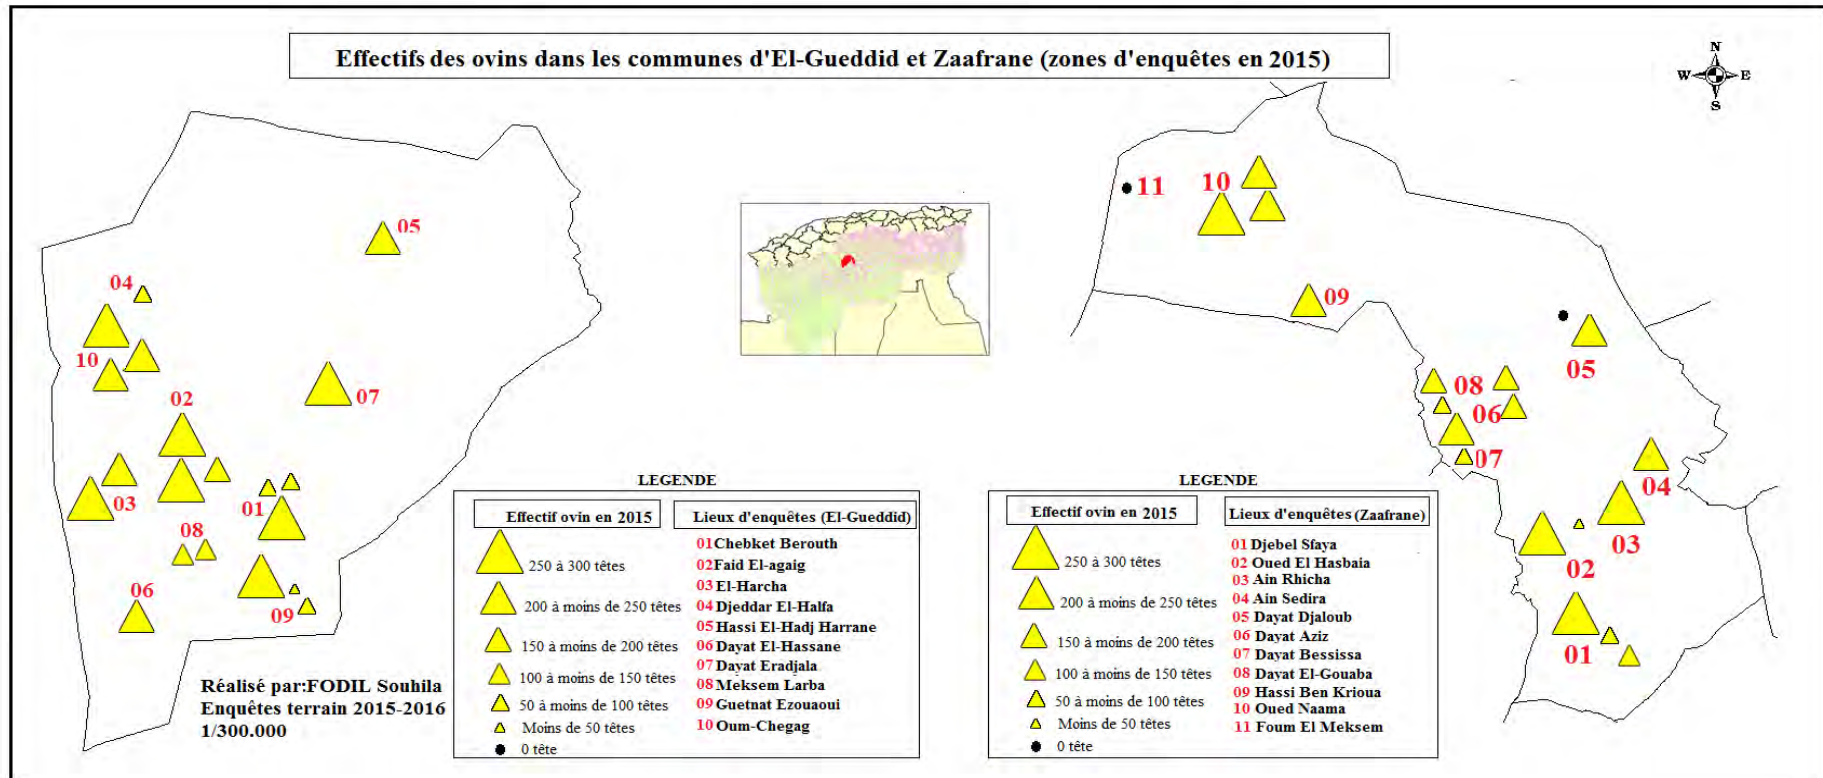 Effectifs des ovins dans les communes d'El-Gueddid et Zaafrane (zones d'enquêtes en 2015)
N
W E
S
05
04
10
02
07
03
01
08
06
09
11
10
09
05
08
06
07
04
03
02
01
Réalisé par:FODIL Souhila
Enquêtes terrain 2015-2016
1/300.000
LEGENDE
Effectif ovin en 2015
250 à 300 têtes
200 à moins de 250 têtes
150 à moins de 200 têtes
100 à moins de 150 têtes
50 à moins de 100 têtes
Moins de 50 têtes
0 tête
Lieux d'enquêtes (El-Gueddid)
01 Chebket Berouth
02 Faid El-agaig
03 El-Harcha
04 Djeddar El-Halfa
05 Hassi El-Hadj Harrane
06 Dayat El-Hassane
07 Dayat Eradjala
08 Meksem Larba
09 Guetnat Ezouaoui
10 Oum-Chegag
LEGENDE
Effectif ovin en 2015
250 à 300 têtes
200 à moins de 250 têtes
150 à moins de 200 têtes
100 à moins de 150 têtes
50 à moins de 100 têtes
Moins de 50 têtes
0 tête
Lieux d'enquêtes (Zaafrane)
01 Djebel Sfaya
02 Oued El Hasbaia
03 Ain Rhicha
04 Ain Sedira
05 Dayat Djaloub
06 Dayat Aziz
07 Dayat Bessissa
08 Dayat El-Gouaba
09 Hassi Ben Krioua
10 Oued Naama
11 Foum El Meksem